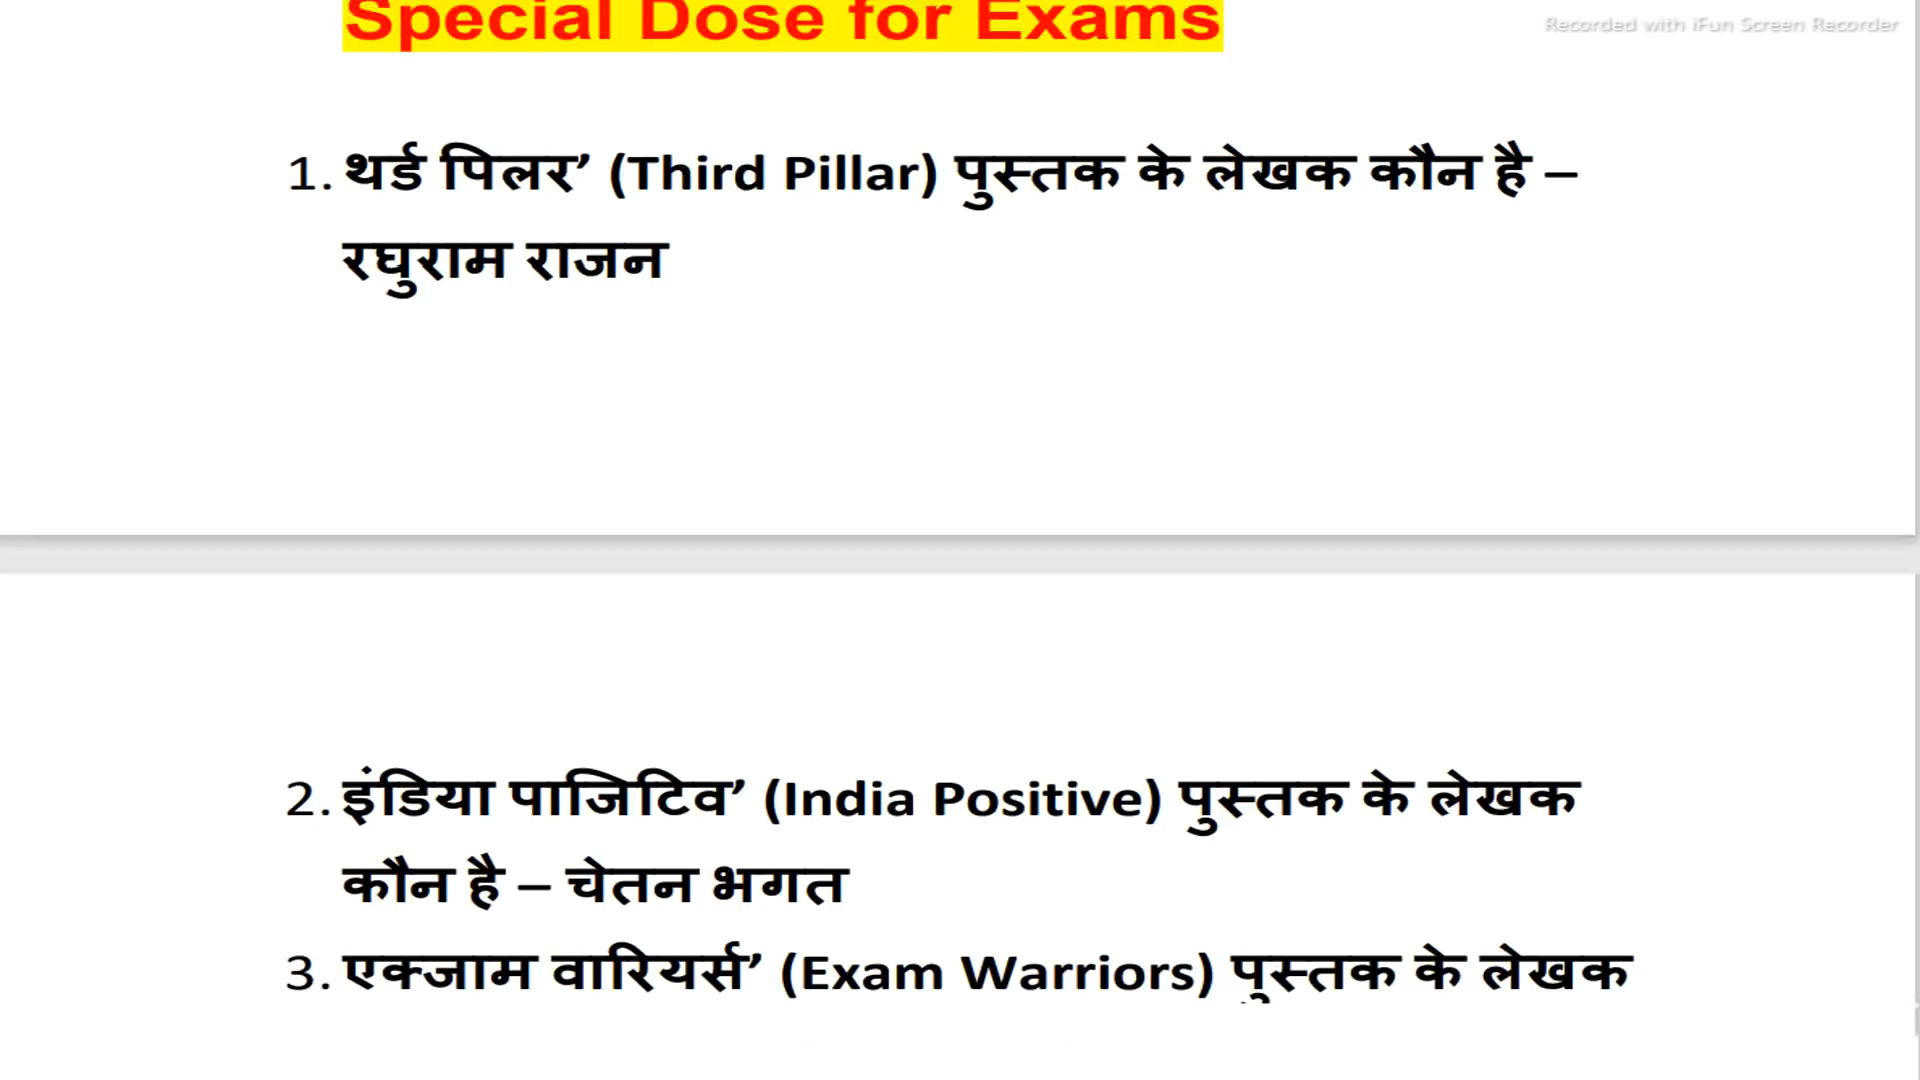 Special Dose for Exams
Recorded with iFun Screen Recorder
1. थर्ड पिलर’ (Third Pillar) पुस्तक के लेखक कौन है –
रघुराम राजन
2. इंडिया पाजिटिव’ (India Positive) पुस्तक के लेखक
कौन है – चेतन भगत
3. एक्जाम वारियर्स’ (Exam Warriors) पुस्तक के लेखक